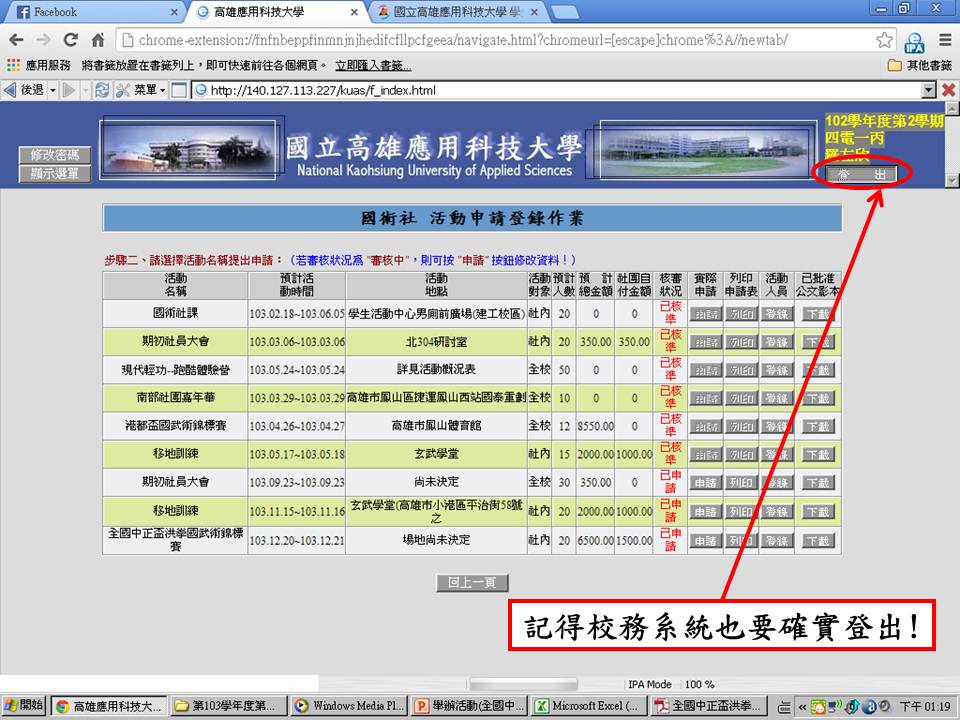 Facebook
高雄應用科技大學
國立高雄應用科技大學 學
chrome-extension://fnfnbeppfinmnjnjhedifcfllpcfgeea/navigate.html?chromeurl=[escape]chrome%3A//newtab/
應用服務 將書籤放置在書籤列上，即可快速前往各個網頁。 立即匯入書籤...
其他書籤
後退 菜單 http://140.127.113.227/kuas/f_index.html
修改密碼
顯示選單
國立高雄應用科技大學
National Kaohsiung University of Applied Sciences
102學年度第2學期
四電一丙
登 出
國術社 活動申請登錄作業
步驟二、請選擇活動名稱提出申請：（若審核狀況為 "審核中"，則可按 "申請" 按鈕修改資料！）
活動名稱 預計活動時間 活動地點 活動對象 預計人數 預 計總金額 社團自付金額 核審狀況 實際申請 列印申請表 活動人員 已批准公文影本
國術社課 103.02.18~103.06.05 學生活動中心男廁前廣場(建工校區) 社內 20 0 0 已核準 申請 列印 登錄 下載
期初社員大會 103.03.06~103.03.06 北304研討室 社內 20 350.00 350.00 已核準 申請 列印 登錄 下載
現代輕功--跑酷體驗營 103.05.24~103.05.24 詳見活動概況表 全校 50 0 0 已核準 申請 列印 登錄 下載
南部社團嘉年華 103.03.29~103.03.29 高雄市鳳山區捷運鳳山西站國泰重劃 全校 10 0 0 已核準 申請 列印 登錄 下載
港都盃國武術錦標賽 103.04.26~103.04.27 高雄市鳳山體育館 全校 12 8550.00 0 已核準 申請 列印 登錄 下載
移地訓練 103.05.17~103.05.18 玄武學堂 社內 15 2000.00 1000.00 已核準 申請 列印 登錄 下載
期初社員大會 103.09.23~103.09.23 尚未決定 全校 30 350.00 0 已申請 申請 列印 登錄 下載
移地訓練 103.11.15~103.11.16 玄武學堂(高雄市小港區平治街58號之 社內 20 2000.00 1000.00 已申請 申請 列印 登錄 下載
全國中正盃洪拳國武術錦標賽 103.12.20~103.12.21 場地尚未決定 社內 20 6500.00 1500.00 已申請 申請 列印 登錄 下載
回上一頁
記得校務系統也要確實登出!
IPA Mode 100 %
開始 高雄應用科技大... 第103學年度第... Windows Media Pl... 舉辦活動(全國中... Microsoft Excel (... 全國中正盃洪拳... 下午 01:19